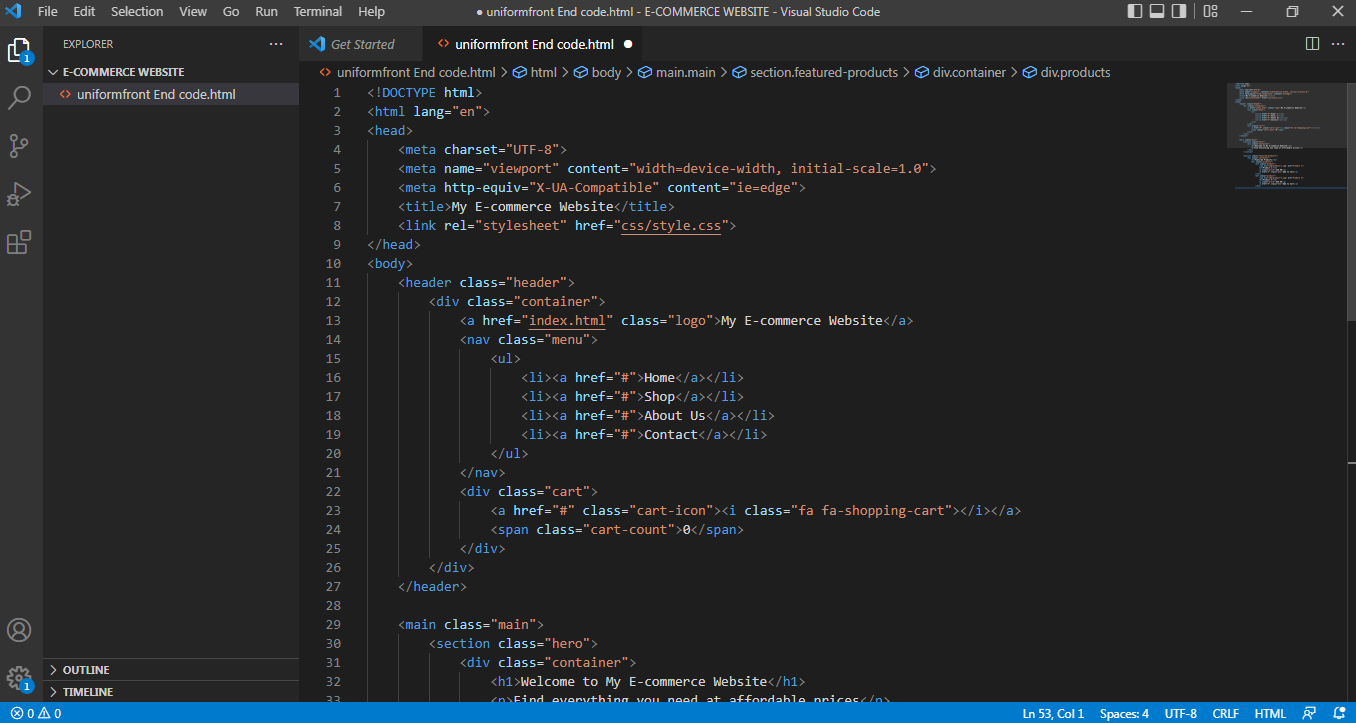 File Edit Selection View Go Run Terminal Help
● uniformfront End code.html - E-COMMERCE WEBSITE - Visual Studio Code
EXPLORER
E-COMMERCE WEBSITE
uniformfront End code.html
OUTLINE
TIMELINE
1
1
Get Started
uniformfront End code.html
uniformfront End code.html > html > body > main.main > section.featured-products > div.container > div.products
1 <!DOCTYPE html>
2 <html lang="en">
3 <head>
4 <meta charset="UTF-8">
5 <meta name="viewport" content="width=device-width, initial-scale=1.0">
6 <meta http-equiv="X-UA-Compatible" content="ie=edge">
7 <title>My E-commerce Website</title>
8 <link rel="stylesheet" href="css/style.css">
9 </head>
10 <body>
11 <header class="header">
12 <div class="container">
13 <a href="index.html" class="logo">My E-commerce Website</a>
14 <nav class="menu">
15 <ul>
16 <li><a href="#">Home</a></li>
17 <li><a href="#">Shop</a></li>
18 <li><a href="#">About Us</a></li>
19 <li><a href="#">Contact</a></li>
20 </ul>
21 </nav>
22 <div class="cart">
23 <a href="#" class="cart-icon"><i class="fa fa-shopping-cart"></i></a>
24 <span class="cart-count">0</span>
25 </div>
26 </div>
27 </header>
28
29 <main class="main">
30 <section class="hero">
31 <div class="container">
32 <h1>Welcome to My E-commerce Website</h1>
33 <p>Find everything you need at affordable prices</p>
0 0 Ln 53, Col 1 Spaces: 4 UTF-8 CRLF HTML